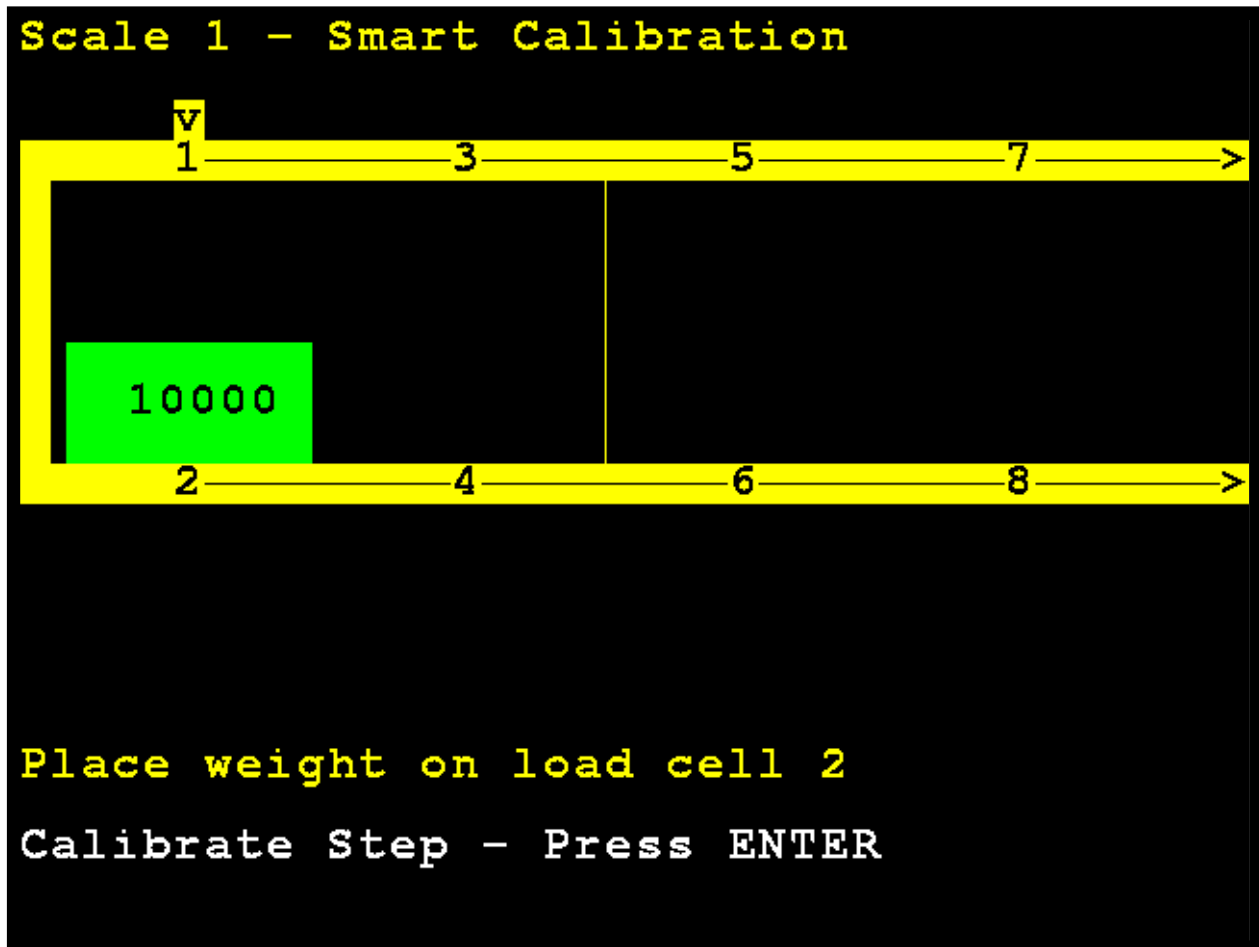 Scale 1 - Smart Calibration
v
1 3 5 7 >
10000
2 4 6 8 >
Place weight on load cell 2
Calibrate Step - Press ENTER